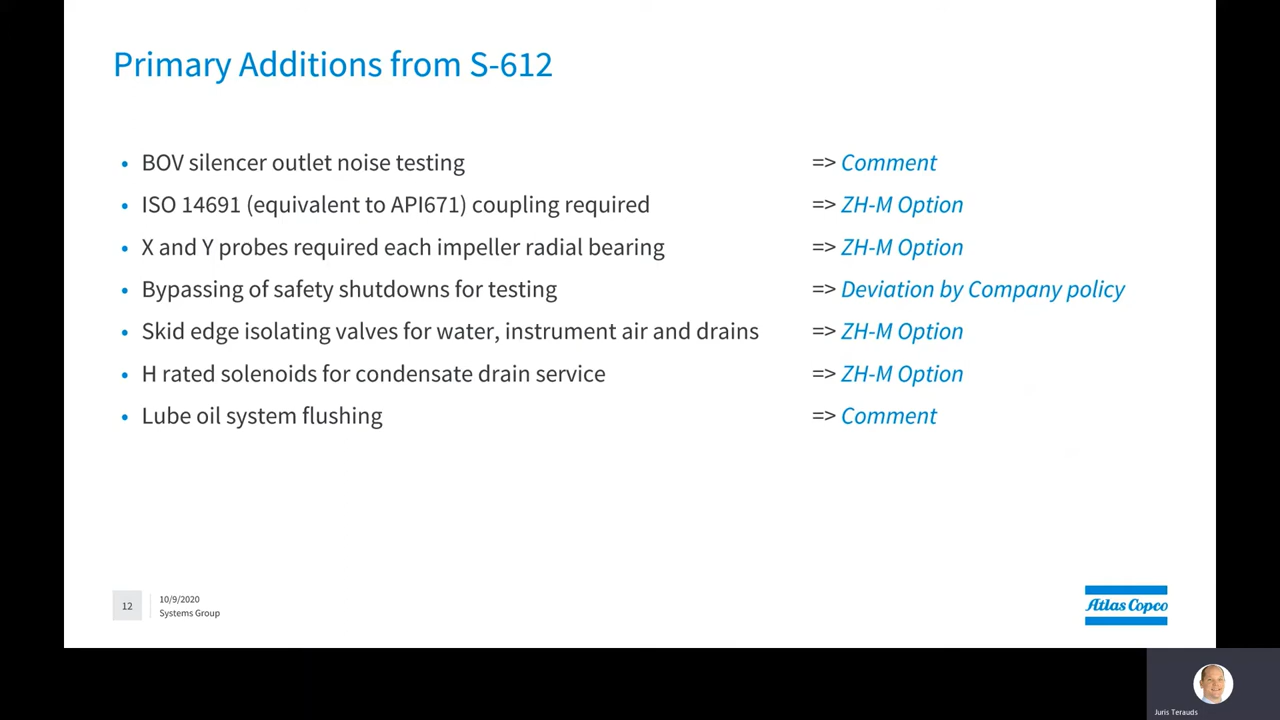 Primary Additions from S-612
• BOV silencer outlet noise testing => Comment
• ISO 14691 (equivalent to API671) coupling required => ZH-M Option
• X and Y probes required each impeller radial bearing => ZH-M Option
• Bypassing of safety shutdowns for testing => Deviation by Company policy
• Skid edge isolating valves for water, instrument air and drains => ZH-M Option
• H rated solenoids for condensate drain service => ZH-M Option
• Lube oil system flushing => Comment
12
10/9/2020
Systems Group
Atlas Copco
Juris Terauds